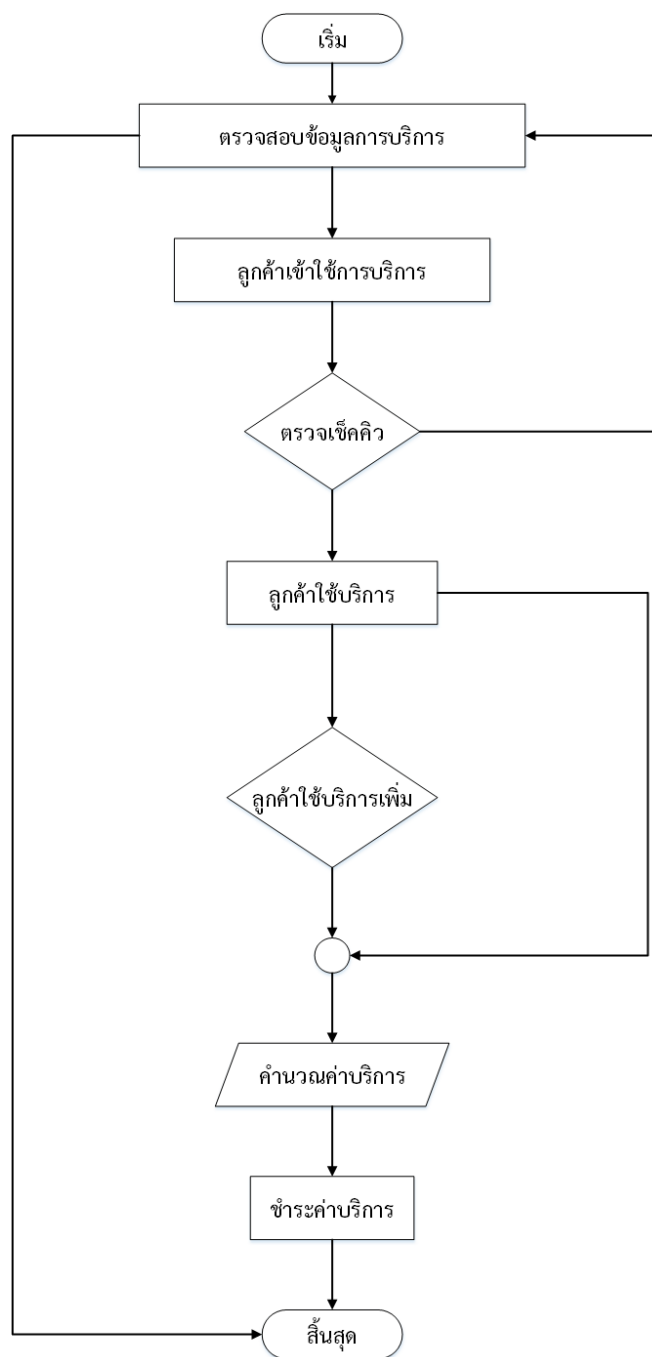 เริ่ม
ตรวจสอบข้อมูลการบริการ
ลูกค้าเข้าใช้การบริการ
ตรวจเช็คคิว
ลูกค้าใช้บริการ
ลูกค้าใช้บริการเพิ่ม
คำนวณค่าบริการ
ชำระค่าบริการ
สิ้นสุด